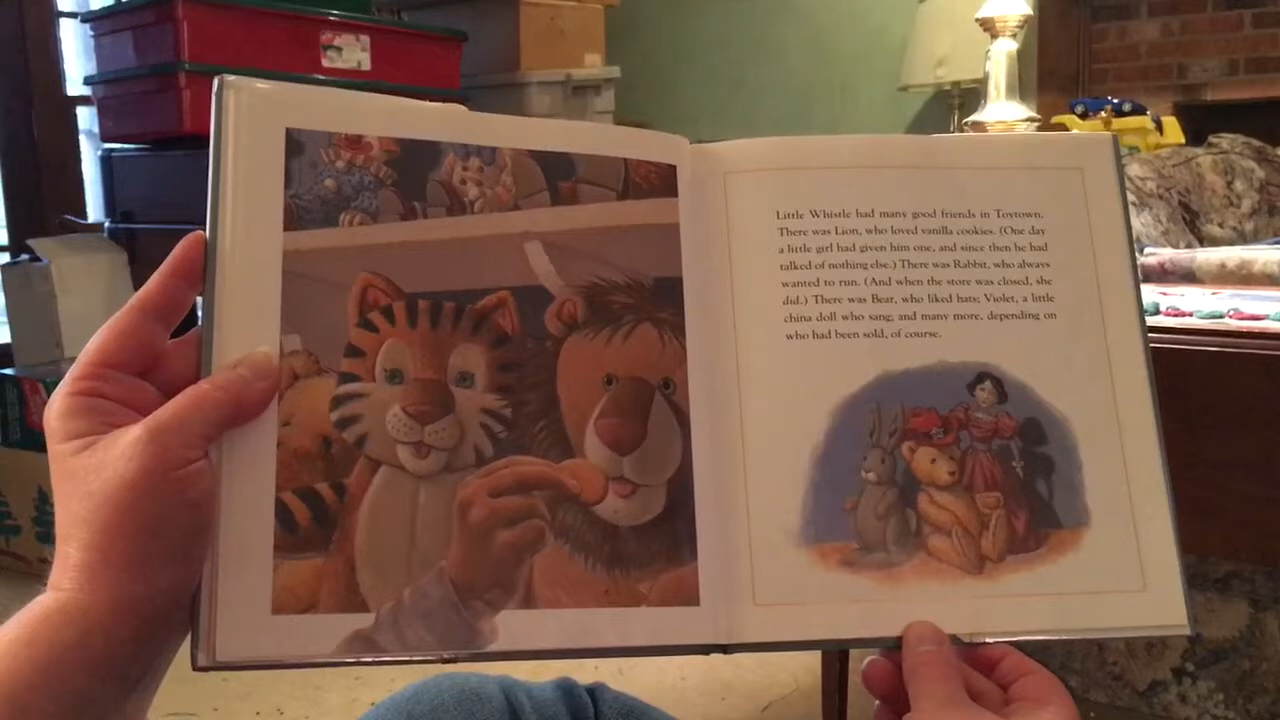 Little Whistle had many good friends in Toytown.
There was Lion, who loved vanilla cookies. (One day
a little girl had given him one, and since then he had
talked of nothing else.) There was Rabbit, who always
wanted to run. (And when the store was closed, she
did.) There was Bear, who liked hats; Violet, a little
china doll who sang; and many more, depending on
who had been sold, of course.